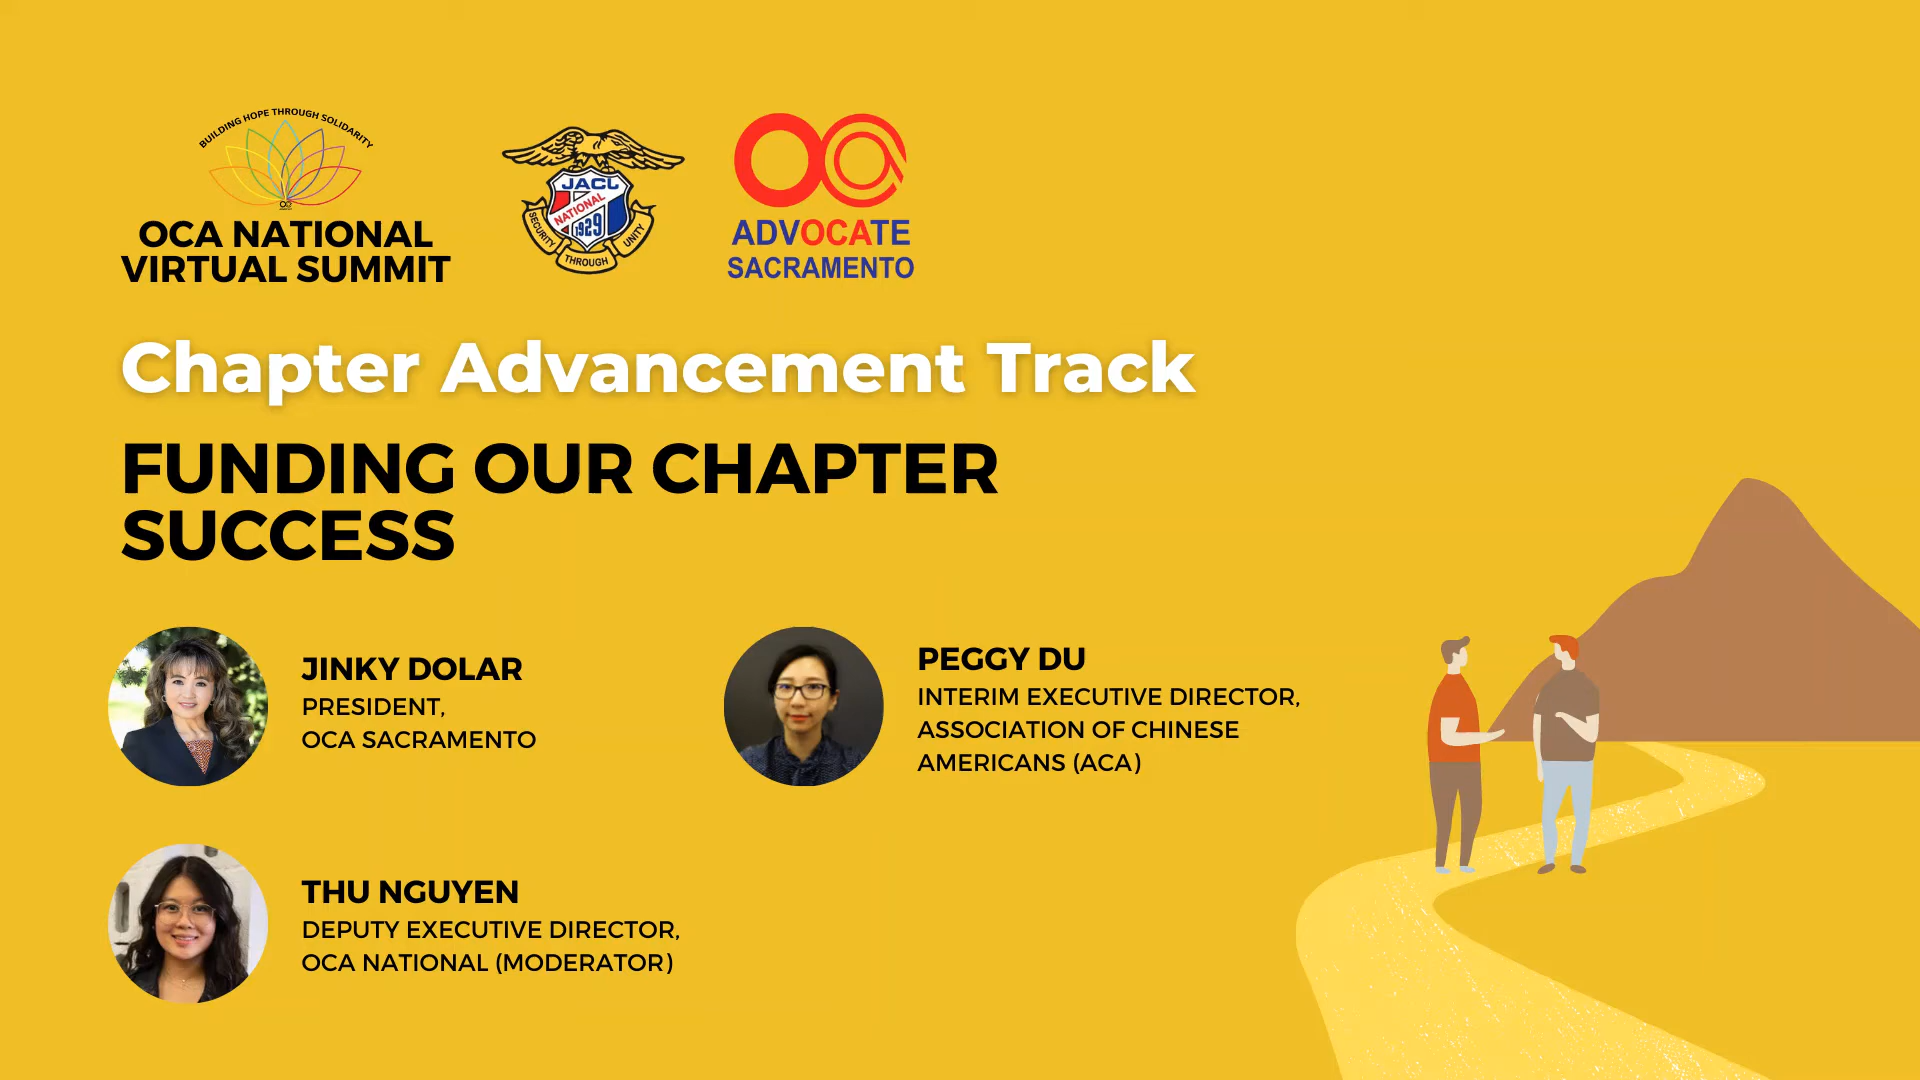 BUILDING HOPE THROUGH SOLIDARITY
OCA NATIONAL
VIRTUAL SUMMIT
JACL
NATIONAL
1929
SECURITY
THROUGH
UNITY
ADVOCATE
SACRAMENTO
Chapter Advancement Track
FUNDING OUR CHAPTER
SUCCESS
JINKY DOLAR
PRESIDENT,
OCA SACRAMENTO
PEGGY DU
INTERIM EXECUTIVE DIRECTOR,
ASSOCIATION OF CHINESE
AMERICANS (ACA)
THU NGUYEN
DEPUTY EXECUTIVE DIRECTOR,
OCA NATIONAL (MODERATOR)